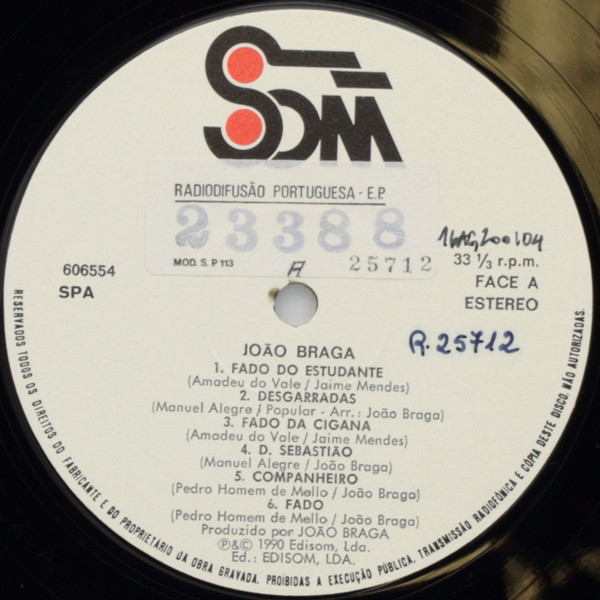 SOM
RADIODIFUSÃO PORTUGUESA - E.P.
23388
MOD. S. P 113
A
25712
606554
SPA
33 1/3 r.p.m.
FACE A
ESTEREO
R. 25712
JOÃO BRAGA
1. FADO DO ESTUDANTE
(Amadeu do Vale / Jaime Mendes)
2. DESGARRADAS
(Manuel Alegre / Popular - Arr.: João Braga)
3. FADO DA CIGANA
(Amadeu do Vale / Jaime Mendes)
4. D. SEBASTIÃO
(Manuel Alegre / João Braga)
5. COMPANHEIRO
(Pedro Homem de Mello / João Braga)
6. FADO
(Pedro Homem de Mello / João Braga)
Produzido por JOÃO BRAGA
℗&© 1990 Edisom, Lda.
Ed.: EDISOM, LDA.
RESERVADOS TODOS OS DIREITOS DO FABRICANTE E DO PROPRIETÁRIO DA OBRA GRAVADA. PROIBIDAS A EXECUÇÃO PÚBLICA, TRANSMISSÃO RADIOFÓNICA E CÓPIA DESTE DISCO, NÃO AUTORIZADAS.